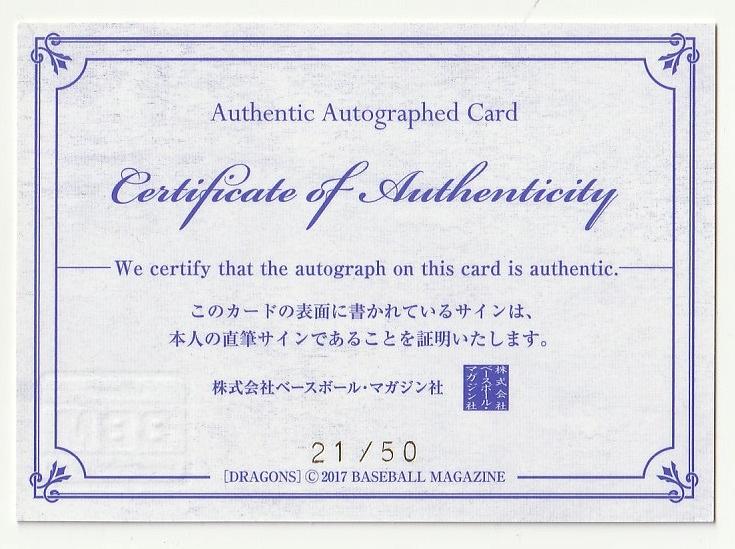 Authentic Autographed Card
Certificate of Authenticity
We certify that the autograph on this card is authentic.
このカードの表面に書かれているサインは、
本人の直筆サインであることを証明いたします。
株式会社ベースボール・マガジン社
株式会社
ベースボール・
マガジン社
21/50
[DRAGONS] © 2017 BASEBALL MAGAZINE